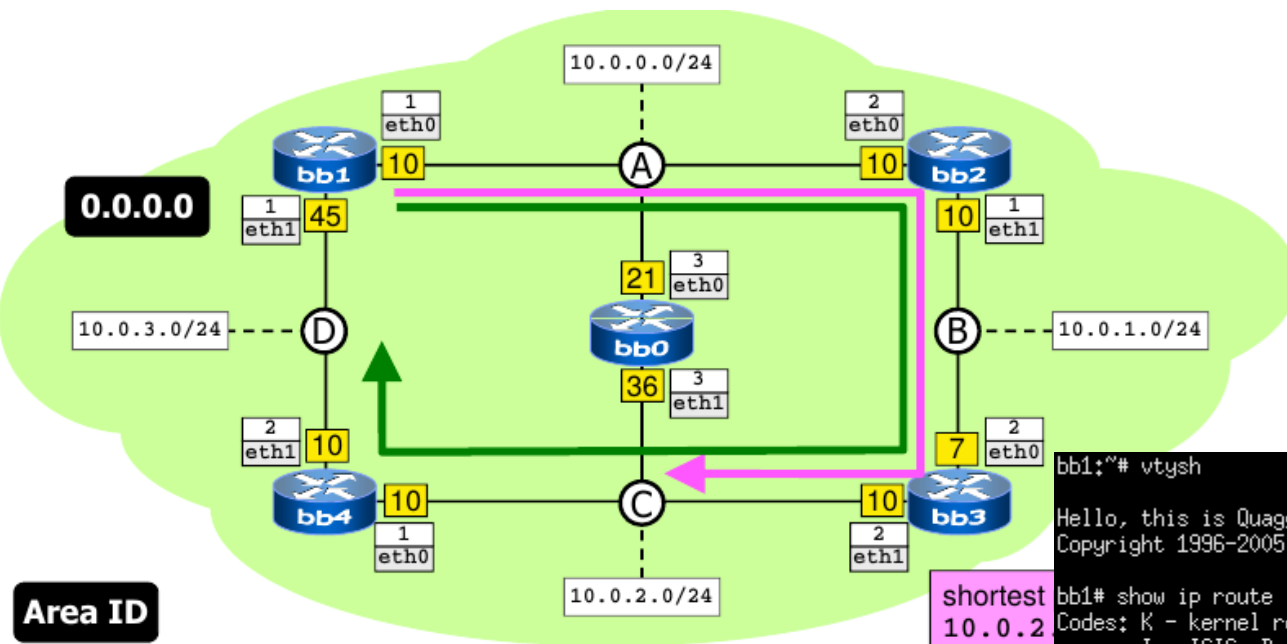 10.0.0.0/24
1
eth0
2
eth0
bb1
10
A
10
bb2
0.0.0.0
1
eth1
45
10
1
eth1
21
3
eth0
10.0.3.0/24
D
bb0
B
10.0.1.0/24
36
3
eth1
2
eth1
10
7
2
eth0
bb4
10
C
10
bb3
1
eth0
2
eth1
10.0.2.0/24
Area ID
shortest
10.0.2.
bb1:~# vtysh
Hello, this is Quag
Copyright 1996-2005
bb1# show ip route
Codes: K - kernel r